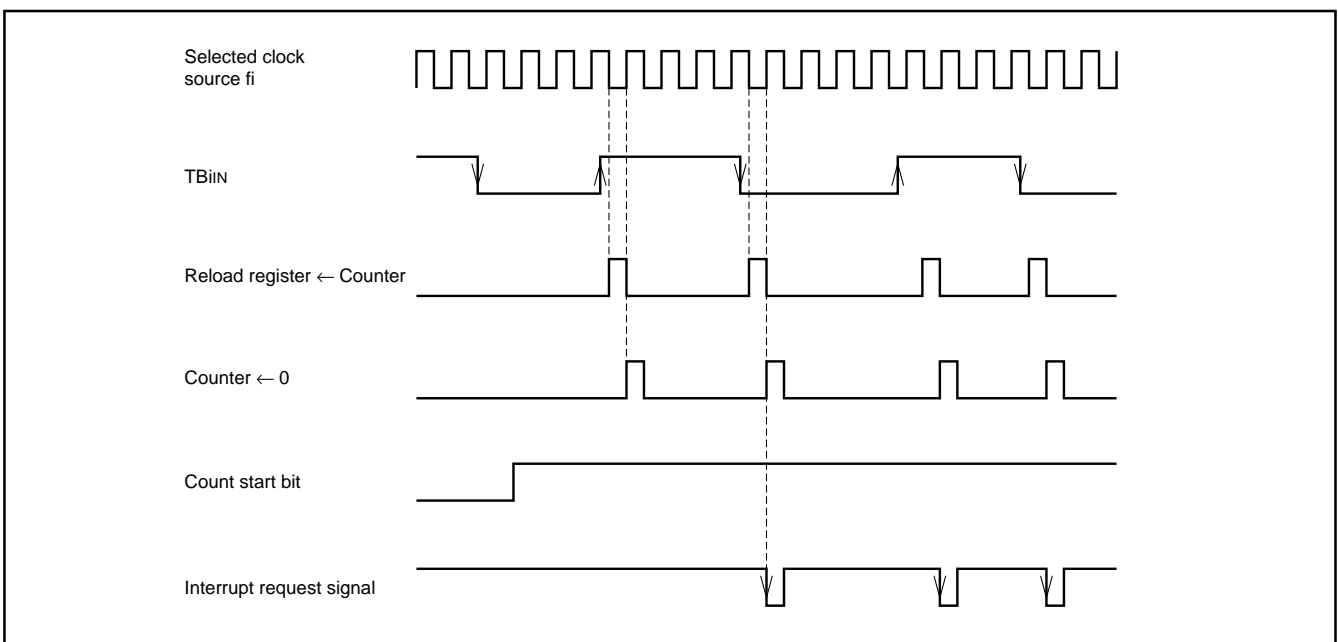 Selected clock
source fi
TBiIN
Reload register ← Counter
Counter ← 0
Count start bit
Interrupt request signal